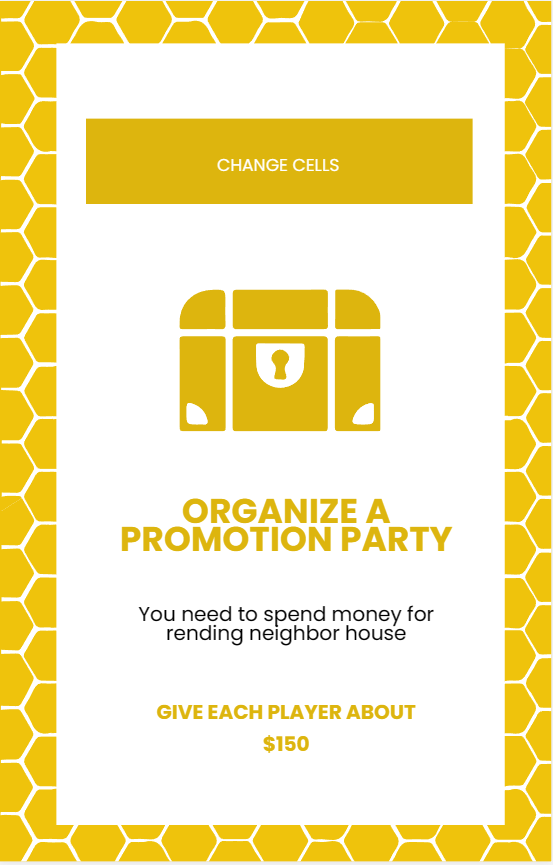 CHANGE CELLS
ORGANIZE A
PROMOTION PARTY
You need to spend money for
rending neighbor house
GIVE EACH PLAYER ABOUT
$150